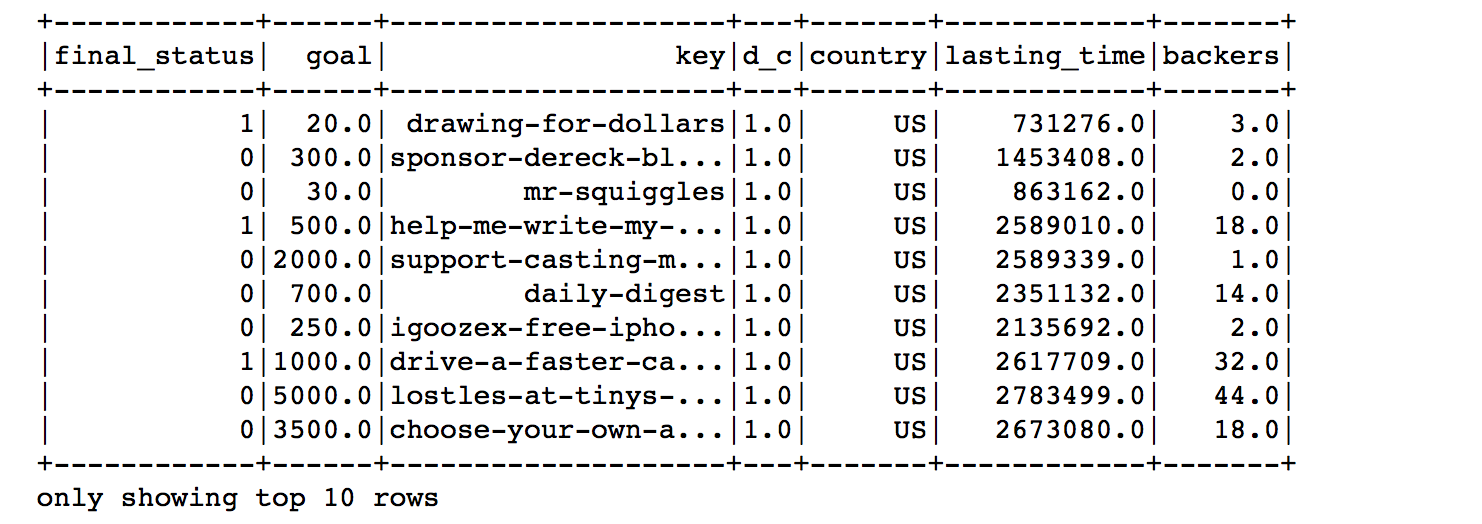 +------------+------+--------------------+---+-------+------------+-------+
|final_status|  goal|                 key|d_c|country|lasting_time|backers|
+------------+------+--------------------+---+-------+------------+-------+
|           1|  20.0| drawing-for-dollars|1.0|     US|    731276.0|    3.0|
|           0| 300.0|sponsor-dereck-bl...|1.0|     US|   1453408.0|    2.0|
|           0|  30.0|        mr-squiggles|1.0|     US|    863162.0|    0.0|
|           1| 500.0|help-me-write-my-...|1.0|     US|   2589010.0|   18.0|
|           0|2000.0|support-casting-m...|1.0|     US|   2589339.0|    1.0|
|           0| 700.0|        daily-digest|1.0|     US|   2351132.0|   14.0|
|           0| 250.0|igoozex-free-ipho...|1.0|     US|   2135692.0|    2.0|
|           1|1000.0|drive-a-faster-ca...|1.0|     US|   2617709.0|   32.0|
|           0|5000.0|lostles-at-tinys-...|1.0|     US|   2783499.0|   44.0|
|           0|3500.0|choose-your-own-a...|1.0|     US|   2673080.0|   18.0|
+------------+------+--------------------+---+-------+------------+-------+
only showing top 10 rows